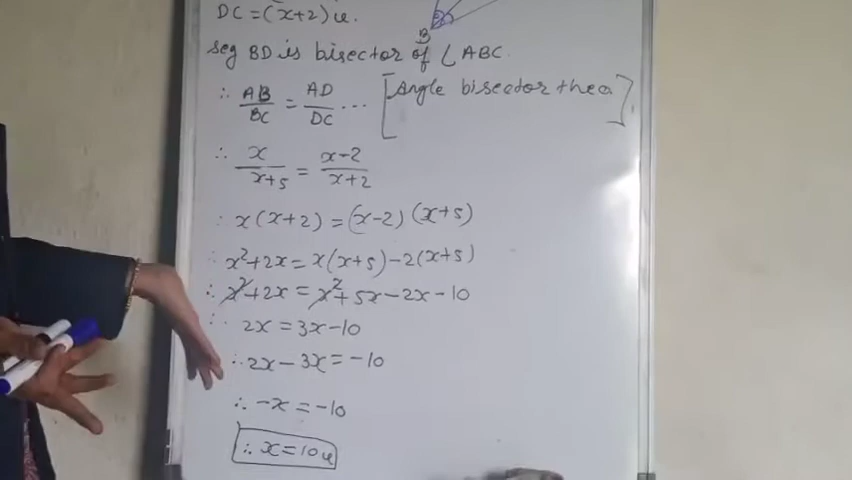 DC = (x+2) u.
B
seg BD is bisector of ∠ABC.
∴ AB/BC = AD/DC ... [Angle bisector theo]
∴ x/x+5 = x-2/x+2
∴ x(x+2) = (x-2)(x+5)
∴ x²+2x = x(x+5)-2(x+5)
∴ x²+2x = x²+5x-2x-10
∴ 2x = 3x-10
∴ 2x-3x = -10
∴ -x = -10
∴ x = 10u